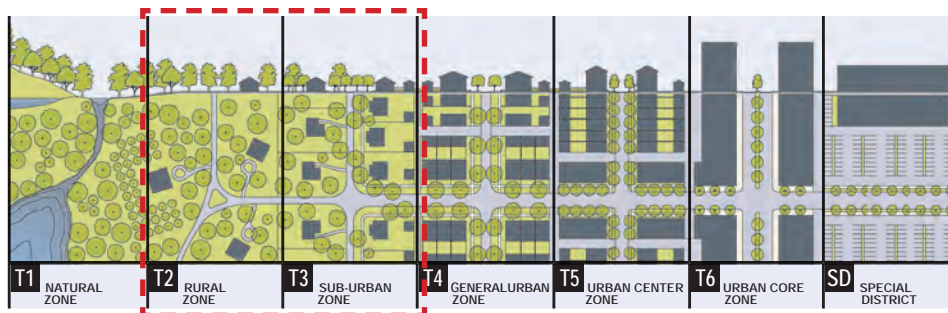 T1 NATURAL
ZONE
T2 RURAL
ZONE
T3 SUB-URBAN
ZONE
T4 GENERALURBAN
ZONE
T5 URBAN CENTER
ZONE
T6 URBAN CORE
ZONE
SD SPECIAL
DISTRICT